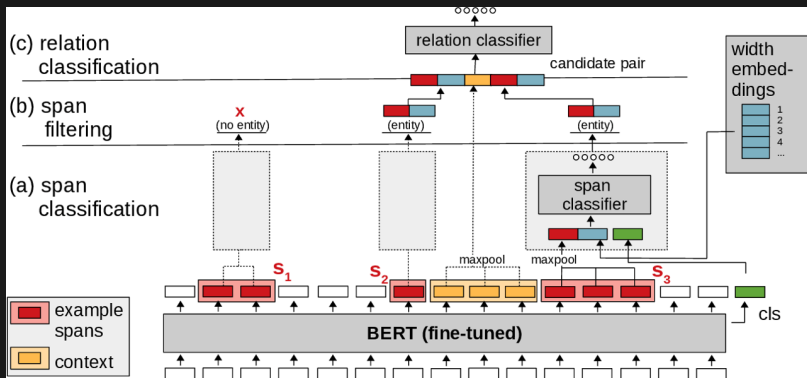 (c) relation
classification
relation classifier
candidate pair
width
embed-
dings
1
2
3
4
...
(b) span
filtering
x
(no entity)
(entity)
(entity)
(a) span
classification
span
classifier
maxpool
maxpool
s1
s2
s3
example
spans
context
BERT (fine-tuned)
cls